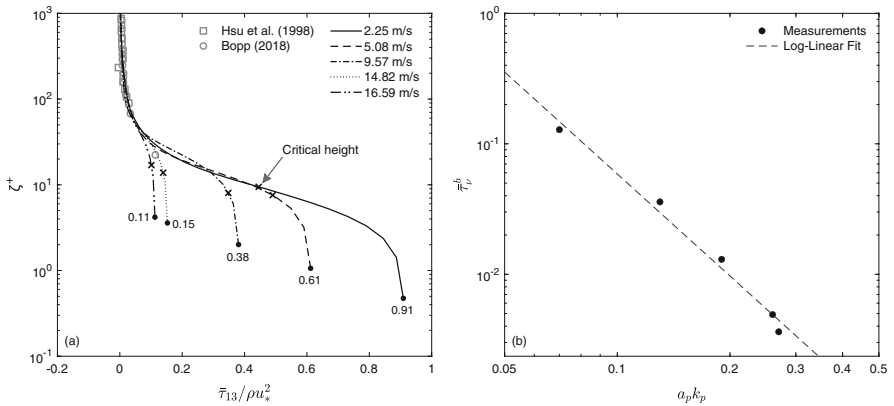 10³
10²
10¹
10⁰
10⁻¹
ζ⁺
-0.2
0
0.2
0.4
0.6
0.8
1
τ̄₁₃/ρu²*
Hsu et al. (1998)
Bopp (2018)
2.25 m/s
5.08 m/s
9.57 m/s
14.82 m/s
16.59 m/s
Critical height
0.11
0.15
0.38
0.61
0.91
(a)
10⁰
10⁻¹
10⁻²
τ̄ᵇᵥ
0.05
0.1
0.2
0.3
0.4
0.5
aₚkₚ
Measurements
Log-Linear Fit
(b)